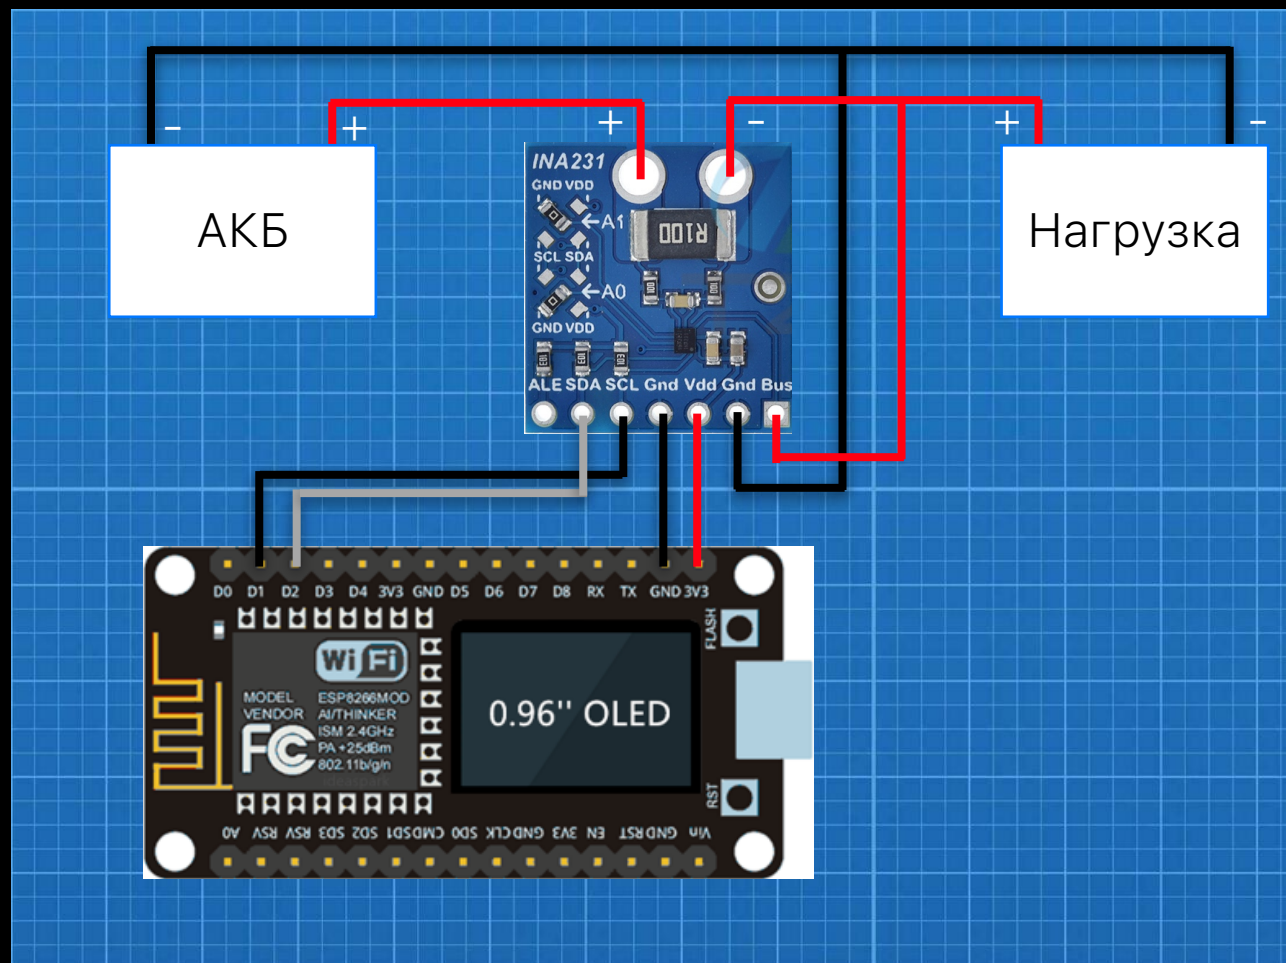 - + + - + -
АКБ
Нагрузка
INA231
GND VDD
A1
R100
SCL SDA
A0
GND VDD
ALE SDA SCL Gnd Vdd Gnd Bus
D0 D1 D2 D3 D4 3V3 GND D5 D6 D7 D8 RX TX GND 3V3
FLASH
WiFi
MODEL ESP8266MOD
VENDOR AI/THINKER
ISM 2.4GHz
PA +25dBm
802.11b/g/n
FC
0.96'' OLED
RST
A0 RSV RSV SD3 SD2 SD1 CMD SD0 CLK GND 3V3 EN RST GND Vin